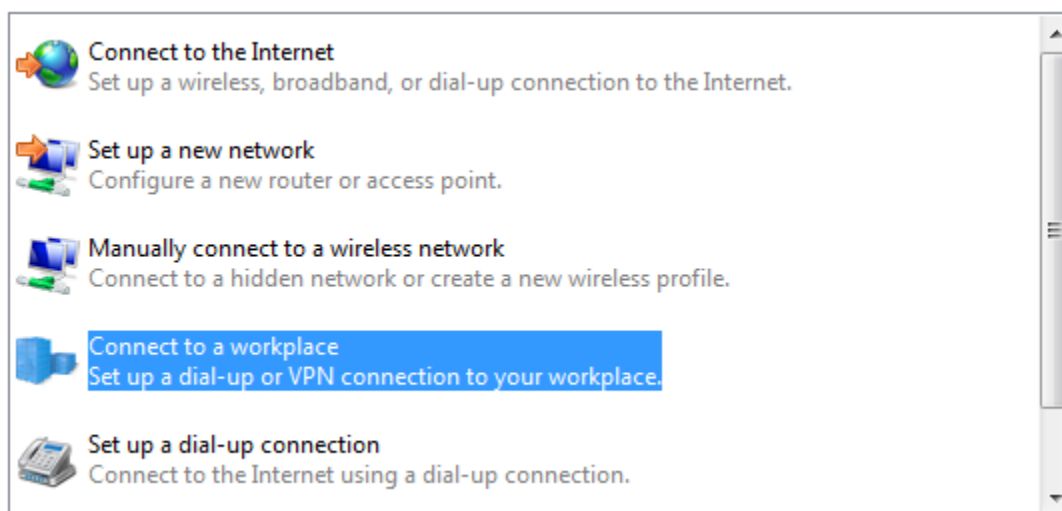 Connect to the Internet
Set up a wireless, broadband, or dial-up connection to the Internet.
Set up a new network
Configure a new router or access point.
Manually connect to a wireless network
Connect to a hidden network or create a new wireless profile.
Connect to a workplace
Set up a dial-up or VPN connection to your workplace.
Set up a dial-up connection
Connect to the Internet using a dial-up connection.